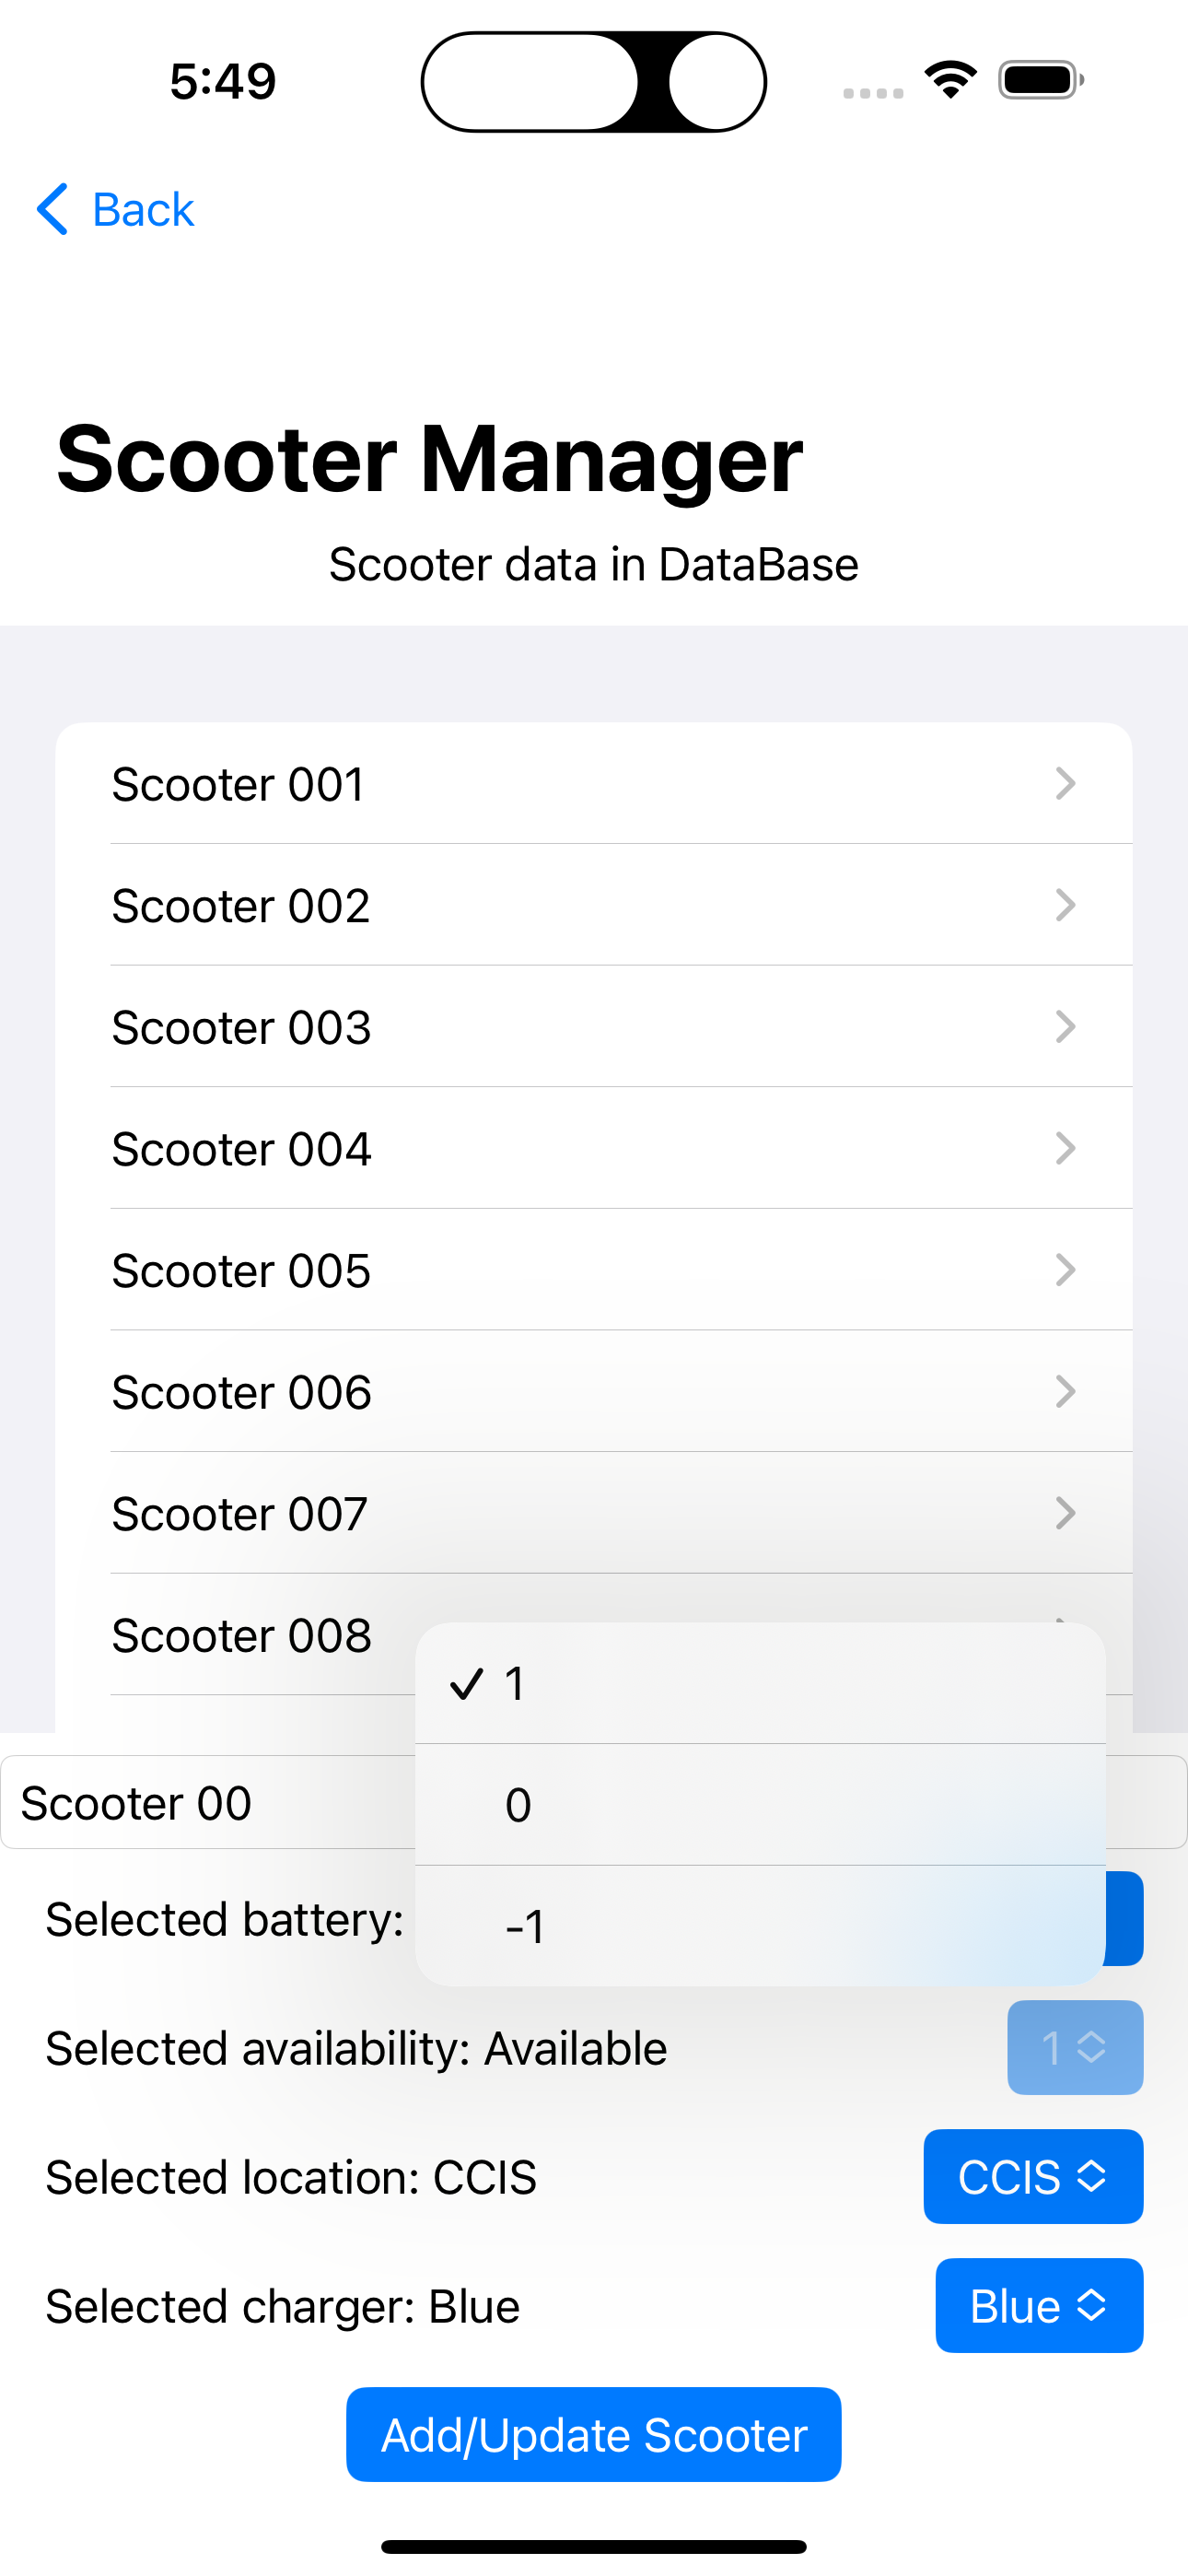 5:49
Back
Scooter Manager
Scooter data in DataBase
Scooter 001
Scooter 002
Scooter 003
Scooter 004
Scooter 005
Scooter 006
Scooter 007
Scooter 008
1
0
-1
Scooter 00
Selected battery:
Selected availability: Available 1
Selected location: CCIS CCIS
Selected charger: Blue Blue
Add/Update Scooter